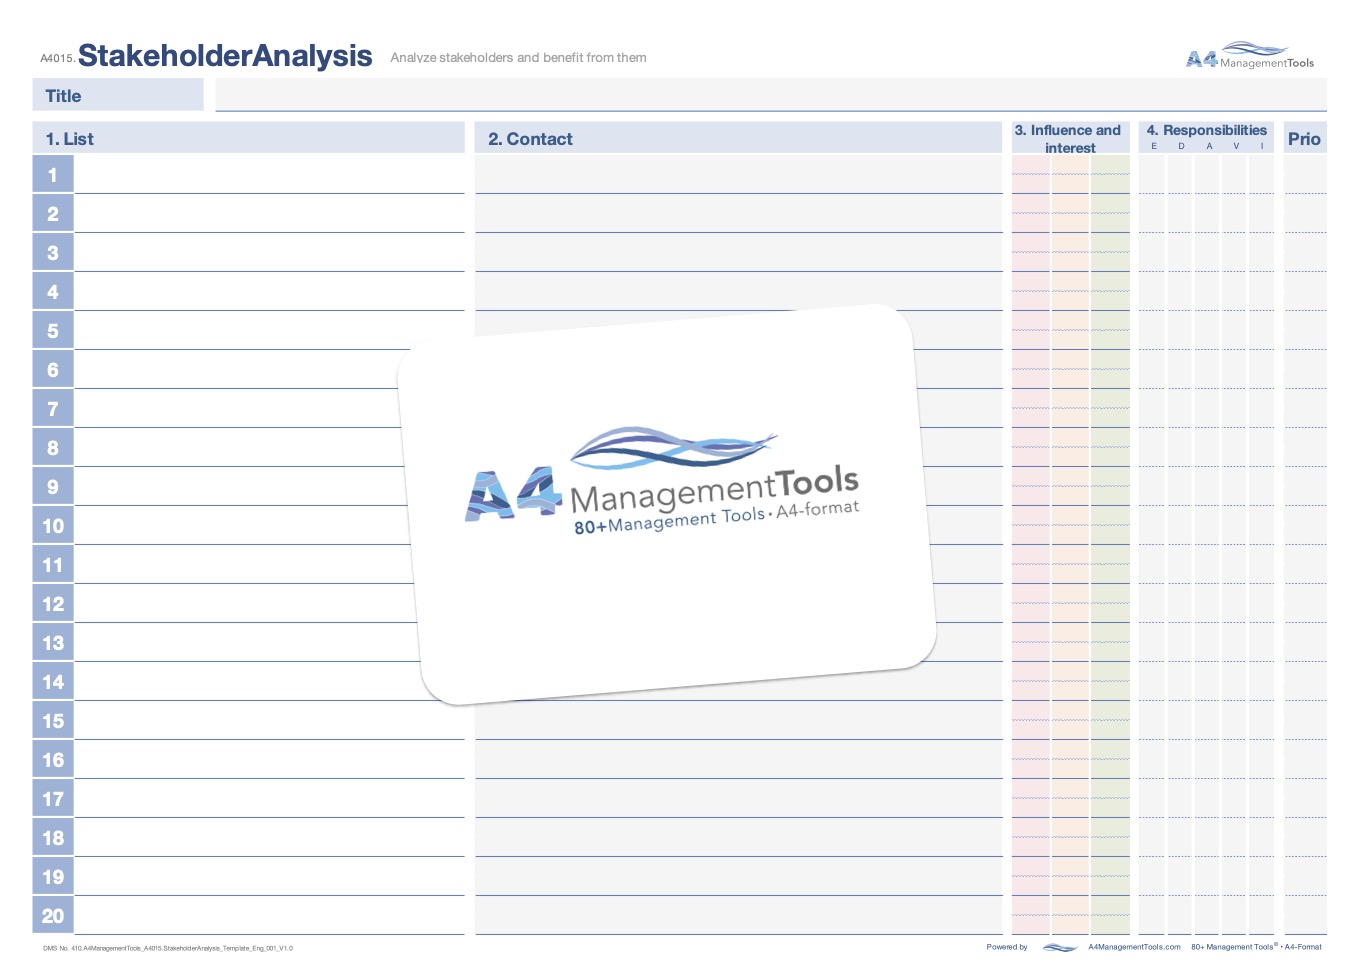 A4015. StakeholderAnalysis Analyze stakeholders and benefit from them
A4 ManagementTools
Title
1. List
2. Contact
3. Influence and
interest
4. Responsibilities
E D A V I
Prio
1
2
3
4
5
6
7
8
9
10
11
12
13
14
15
16
17
18
19
20
A4 ManagementTools
80+Management Tools • A4-format
DMS No. 410.A4ManagementTools_A4015.StakeholderAnalysis_Template_Eng_001_V1.0
Powered by A4ManagementTools.com 80+ Management Tools® • A4-Format